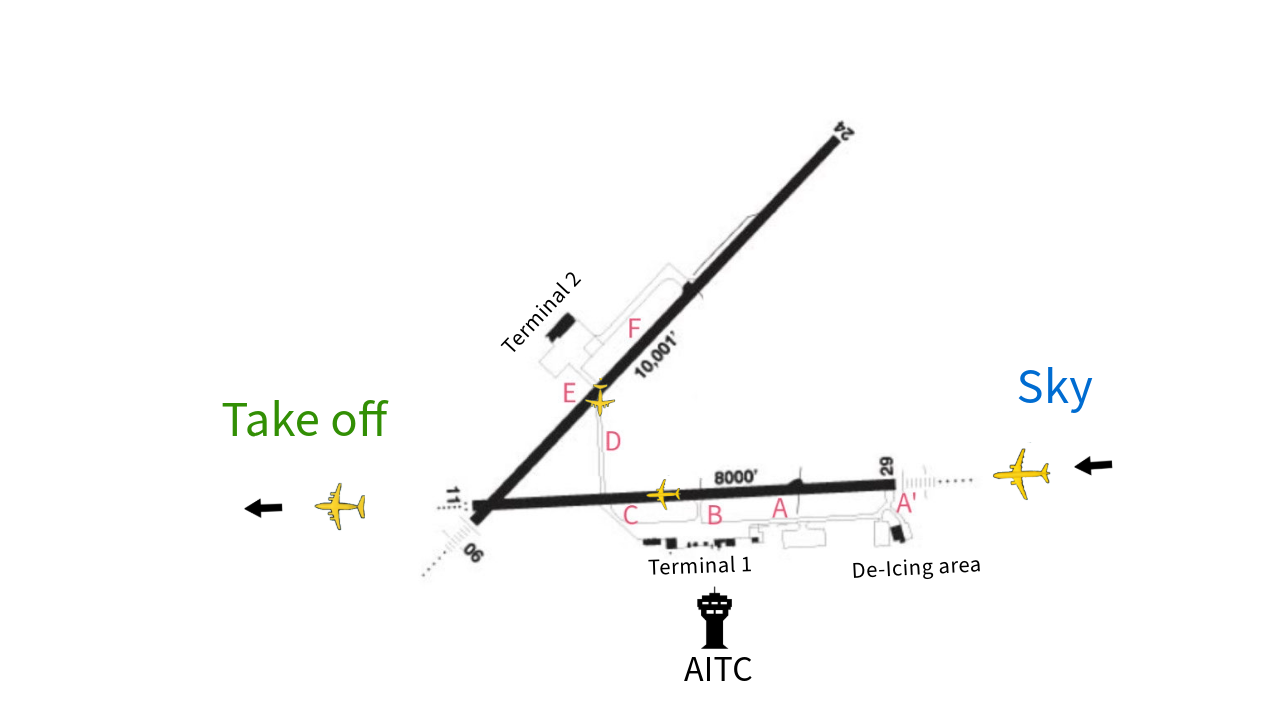 24
Terminal 2
F
10,001'
E
Take off
Sky
D
29
8000'
11
A'
A
B
C
06
Terminal 1
De-Icing area
AITC